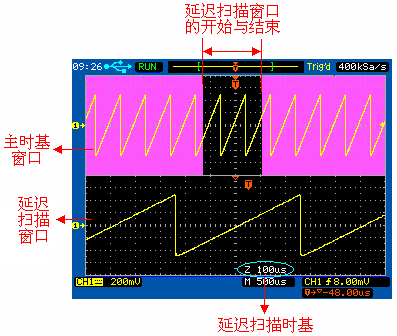 延迟扫描窗口
的开始与结束
09:26 RUN Trig'd 400kSa/s
T
T
主时基
窗口
1
T
延迟
扫描
窗口
1
Z 100us
CH1 200mV M 500us CH1 8.00mV
T→▽-48.00us
延迟扫描时基